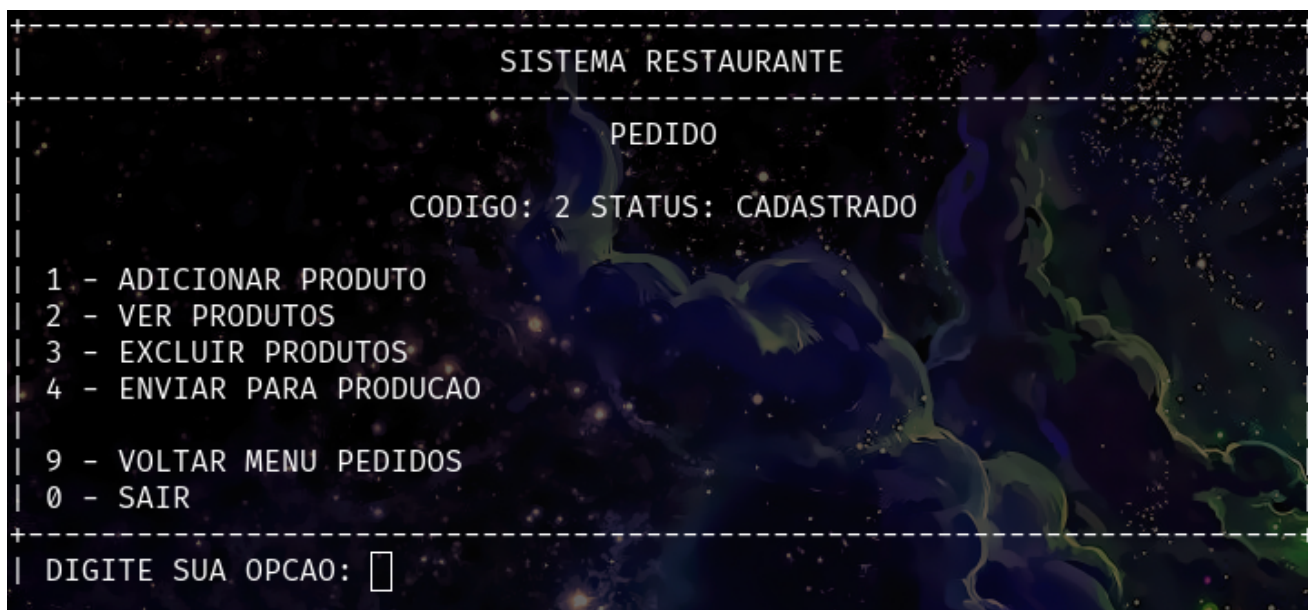 SISTEMA RESTAURANTE
PEDIDO
CODIGO: 2 STATUS: CADASTRADO
1 - ADICIONAR PRODUTO
2 - VER PRODUTOS
3 - EXCLUIR PRODUTOS
4 - ENVIAR PARA PRODUCAO
9 - VOLTAR MENU PEDIDOS
0 - SAIR
DIGITE SUA OPCAO: